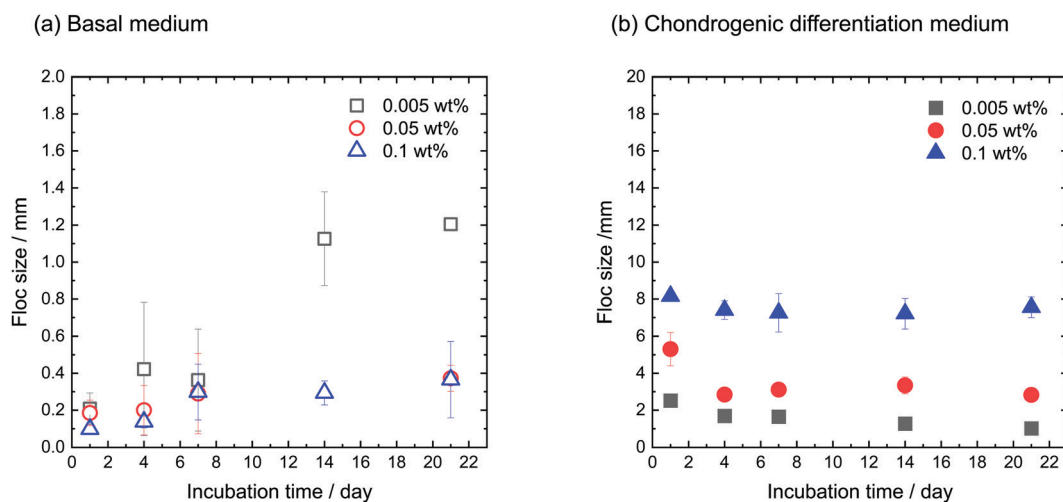 (a) Basal medium
2.0
1.8
1.6
1.4
1.2
1.0
0.8
0.6
0.4
0.2
0.0
Floc size / mm
0 2 4 6 8 10 12 14 16 18 20 22
Incubation time / day
0.005 wt%
0.05 wt%
0.1 wt%
(b) Chondrogenic differentiation medium
20
18
16
14
12
10
8
6
4
2
0
Floc size /mm
0 2 4 6 8 10 12 14 16 18 20 22
Incubation time / day
0.005 wt%
0.05 wt%
0.1 wt%